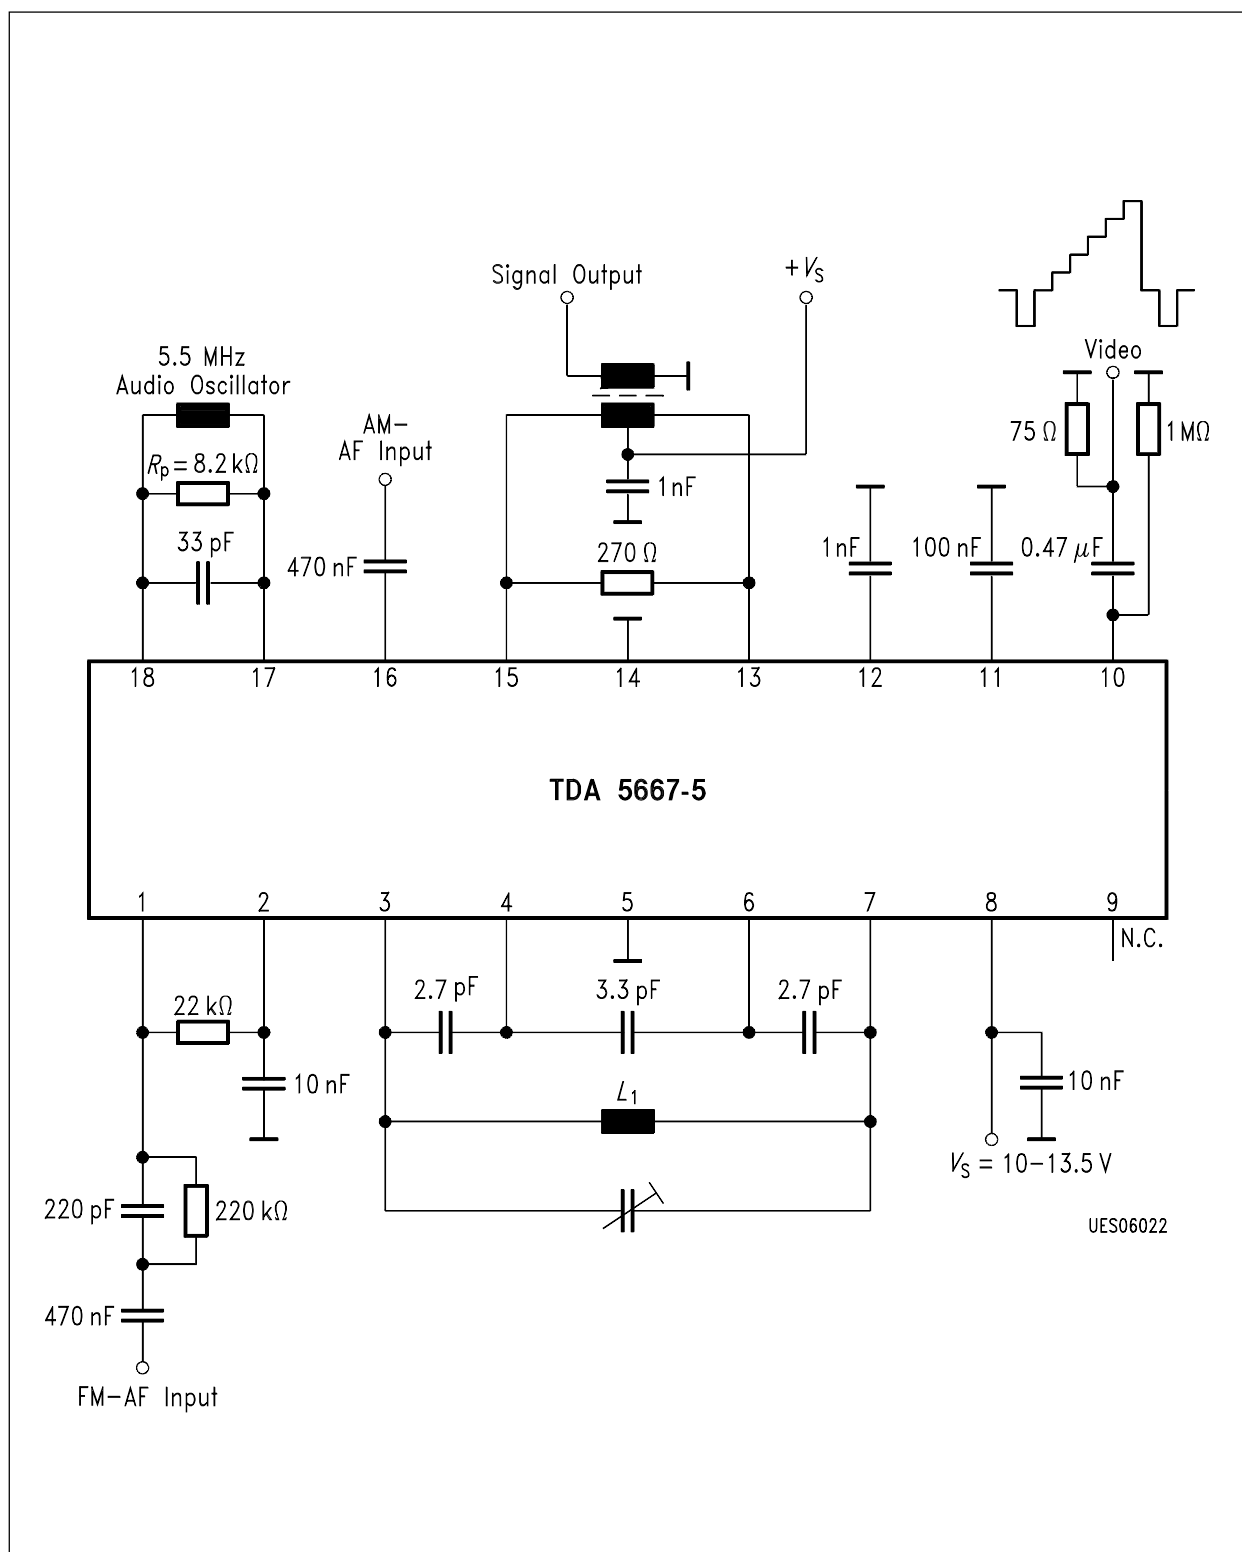 Signal Output
+VS
Video
5.5 MHz
Audio Oscillator
AM-
AF Input
75 Ω
1 MΩ
Rp = 8.2 kΩ
1 nF
33 pF
470 nF
270 Ω
1 nF
100 nF
0.47 µF
18 17 16 15 14 13 12 11 10
TDA 5667-5
1 2 3 4 5 6 7 8 9
N.C.
2.7 pF
3.3 pF
2.7 pF
22 kΩ
10 nF
L1
10 nF
VS = 10-13.5 V
220 pF
220 kΩ
UES06022
470 nF
FM-AF Input